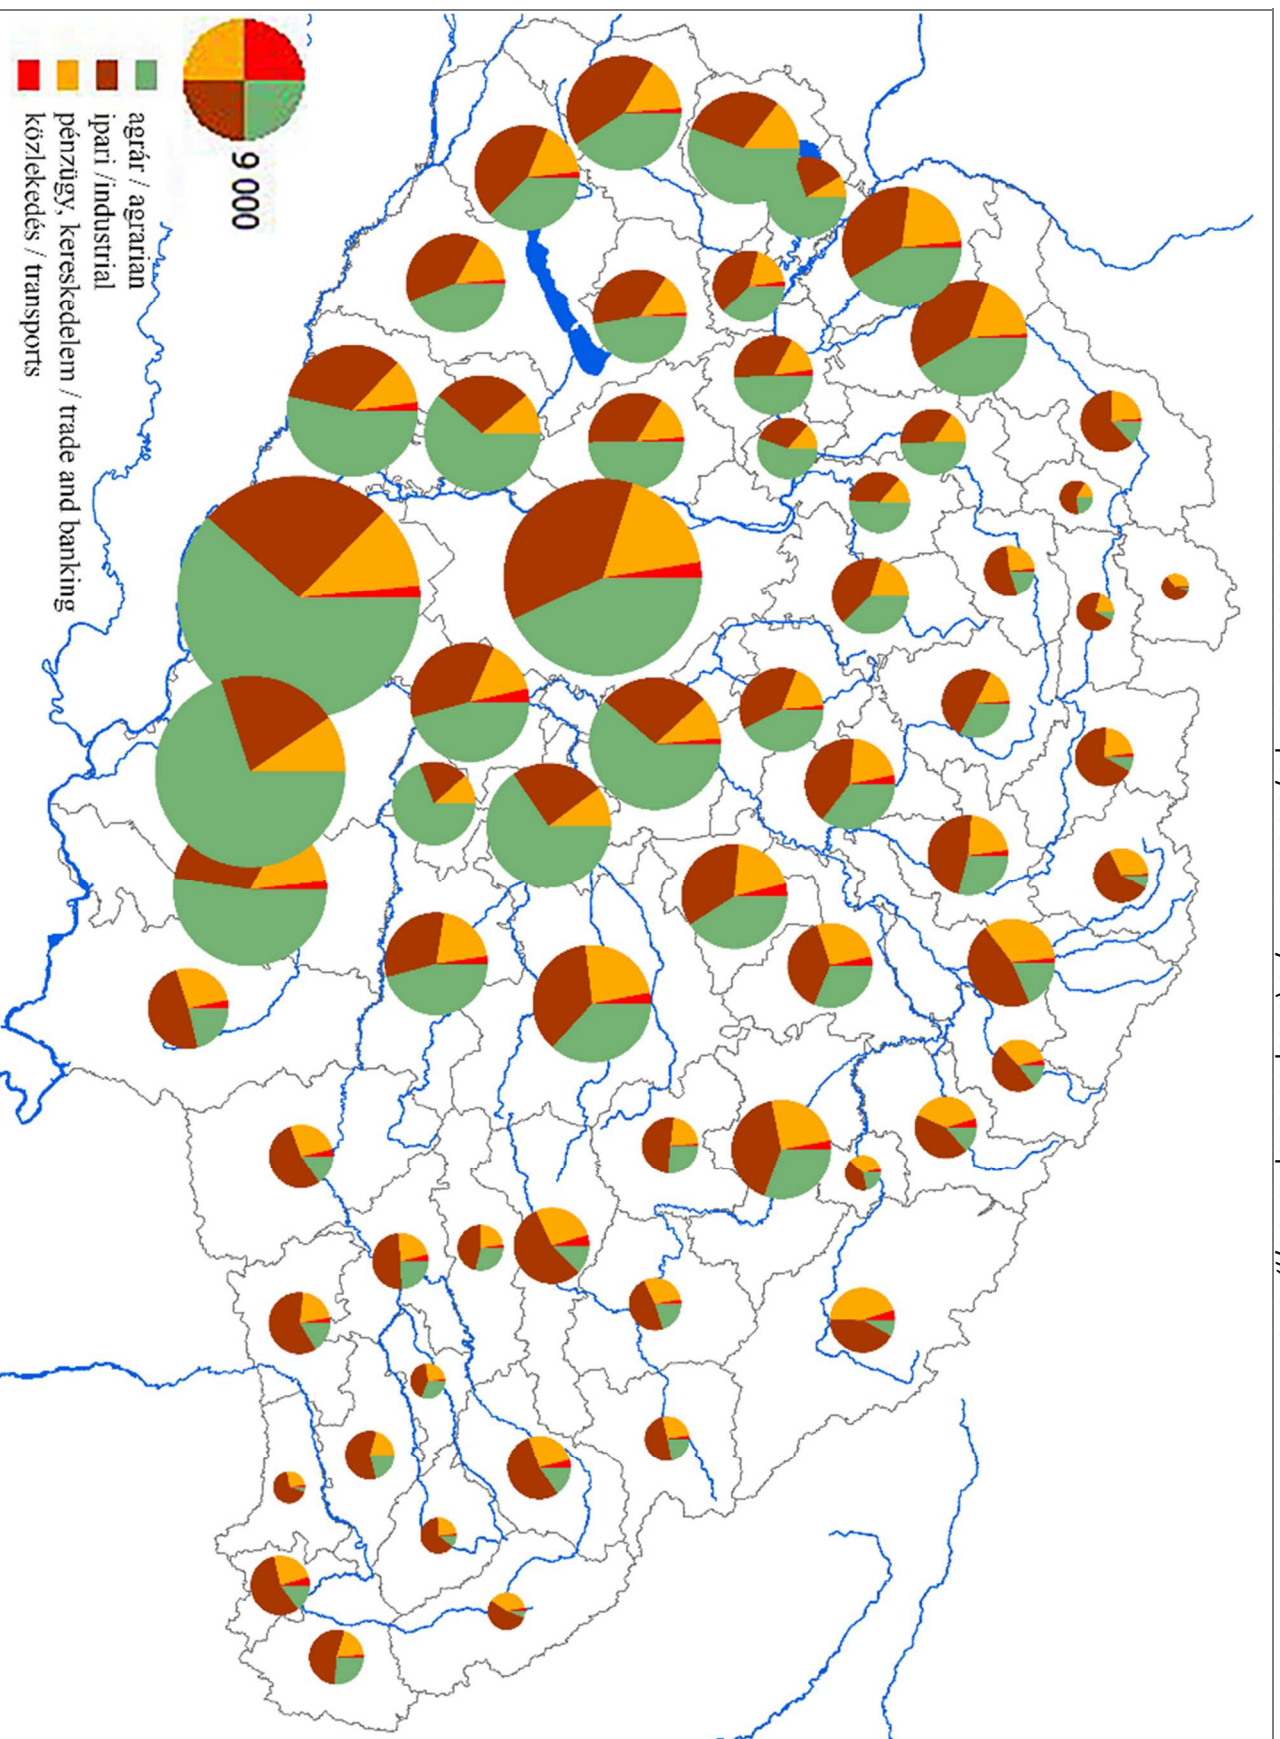 9 000
agrár / agrarian
ipari /industrial
pénzügy, kereskedelem / trade and banking
közlekedés / transports